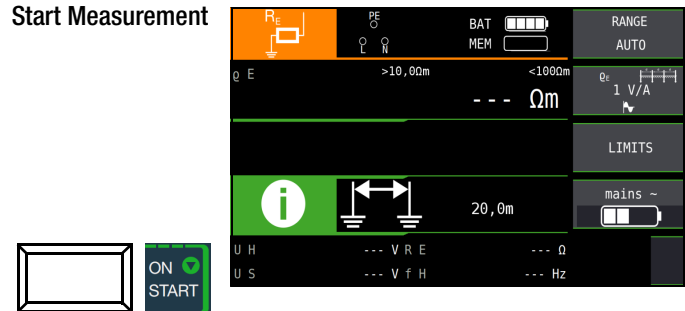 Start Measurement
RE
PE
L N
BAT
MEM
RANGE
AUTO
ρ E >10,0Ωm <100Ωm
--- Ωm
ρE
1 V/A
LIMITS
i
20,0m
mains ~
U H --- V R E --- Ω
U S --- V f H --- Hz
ON
START